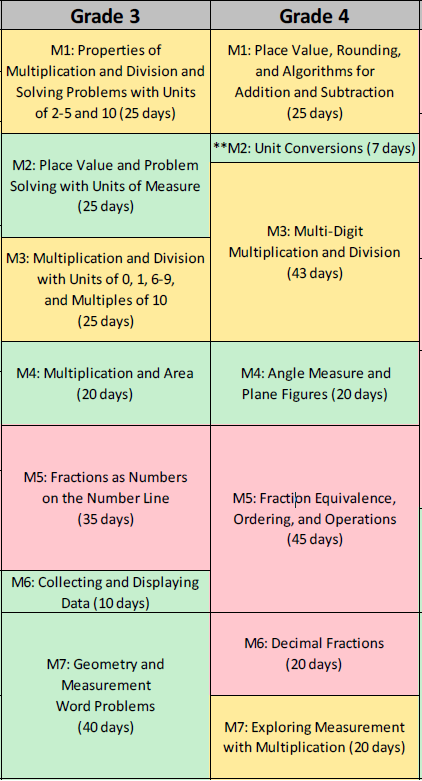 Grade 3
M1: Properties of
Multiplication and Division and
Solving Problems with Units
of 2-5 and 10 (25 days)
M2: Place Value and Problem
Solving with Units of Measure
(25 days)
M3: Multiplication and Division
with Units of 0, 1, 6-9,
and Multiples of 10
(25 days)
M4: Multiplication and Area
(20 days)
M5: Fractions as Numbers
on the Number Line
(35 days)
M6: Collecting and Displaying
Data (10 days)
M7: Geometry and
Measurement
Word Problems
(40 days)
Grade 4
M1: Place Value, Rounding,
and Algorithms for
Addition and Subtraction
(25 days)
**M2: Unit Conversions (7 days)
M3: Multi-Digit
Multiplication and Division
(43 days)
M4: Angle Measure and
Plane Figures (20 days)
M5: Fraction Equivalence,
Ordering, and Operations
(45 days)
M6: Decimal Fractions
(20 days)
M7: Exploring Measurement
with Multiplication (20 days)